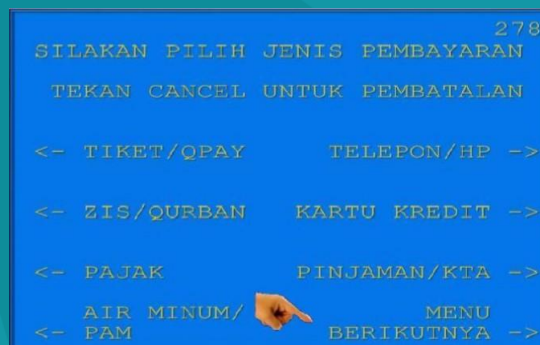 278
SILAKAN PILIH JENIS PEMBAYARAN
TEKAN CANCEL UNTUK PEMBATALAN
<- TIKET/QPAY TELEPON/HP ->
<- ZIS/QURBAN KARTU KREDIT ->
<- PAJAK PINJAMAN/KTA ->
AIR MINUM/ MENU
<- PAM BERIKUTNYA ->